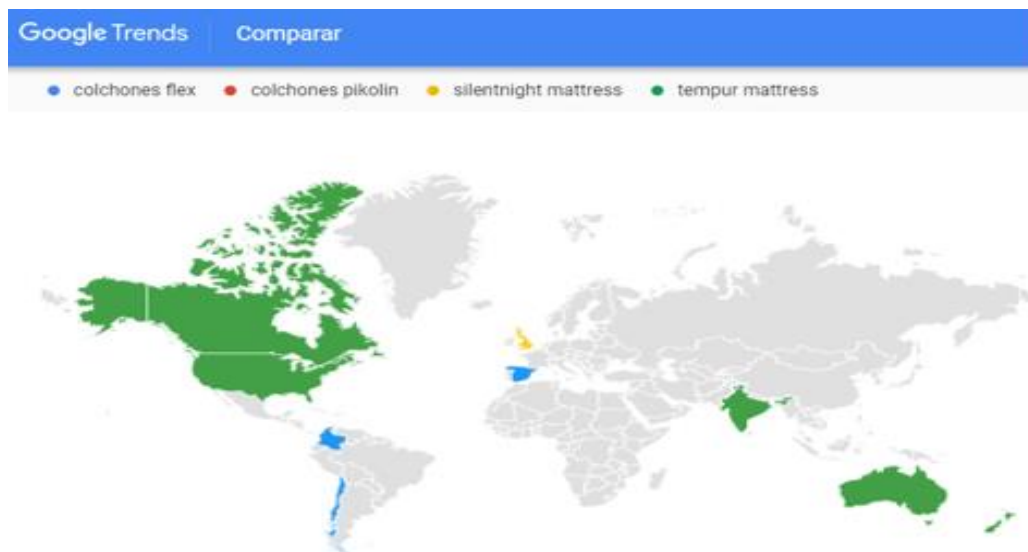 Google Trends Comparar
colchones flex colchones pikolin silentnight mattress tempur mattress